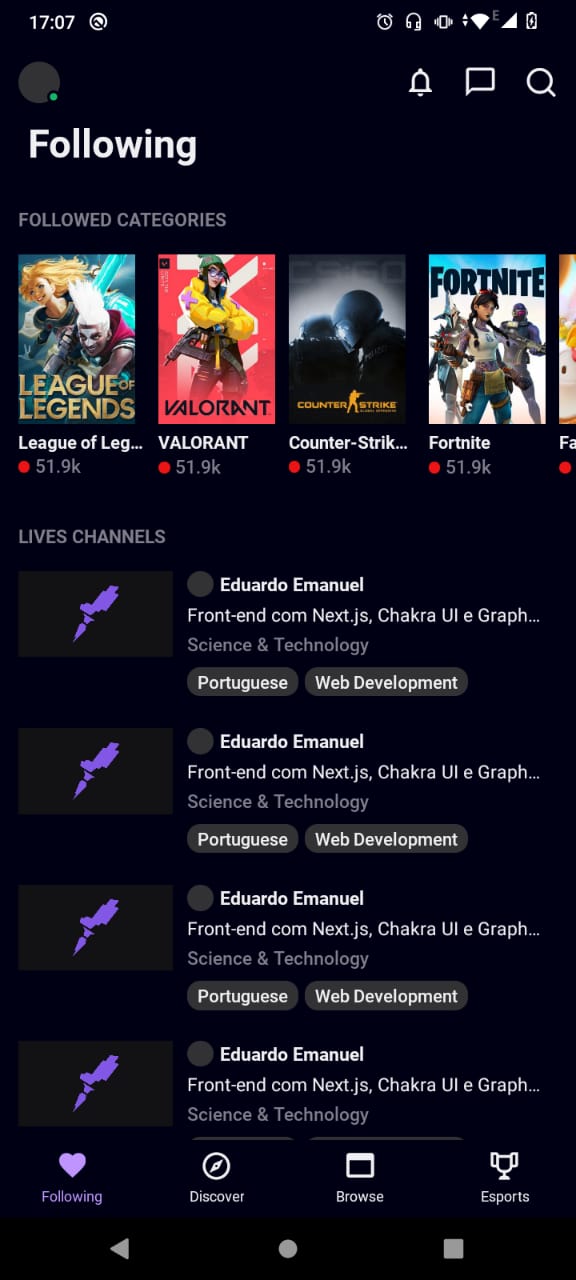 17:07
E
Following
FOLLOWED CATEGORIES
LEAGUE OF
LEGENDS
VALORANT
CS:GO
COUNTER STRIKE
GLOBAL OFFENSIVE
FORTNITE
League of Leg...
VALORANT
Counter-Strik...
Fortnite
Fa
51.9k
51.9k
51.9k
51.9k
LIVES CHANNELS
Eduardo Emanuel
Front-end com Next.js, Chakra UI e Graph...
Science & Technology
Portuguese Web Development
Eduardo Emanuel
Front-end com Next.js, Chakra UI e Graph...
Science & Technology
Portuguese Web Development
Eduardo Emanuel
Front-end com Next.js, Chakra UI e Graph...
Science & Technology
Portuguese Web Development
Eduardo Emanuel
Front-end com Next.js, Chakra UI e Graph...
Science & Technology
Following Discover Browse Esports